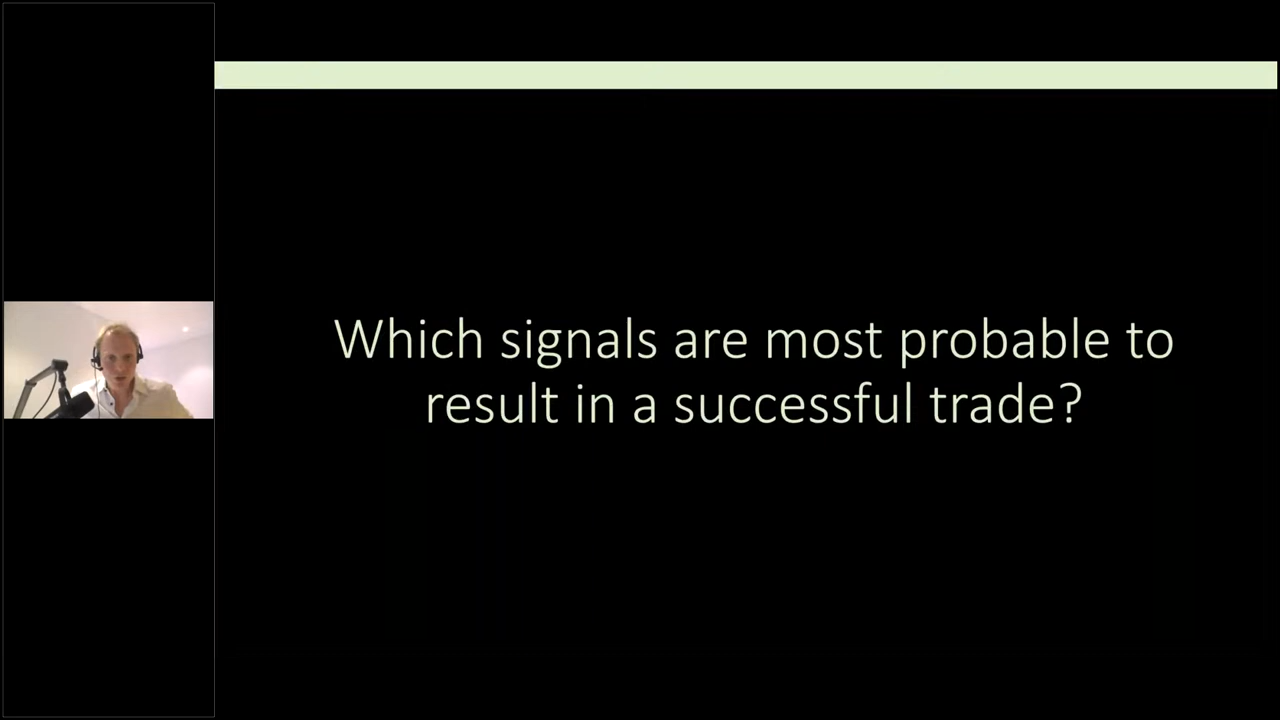 Which signals are most probable to
result in a successful trade?